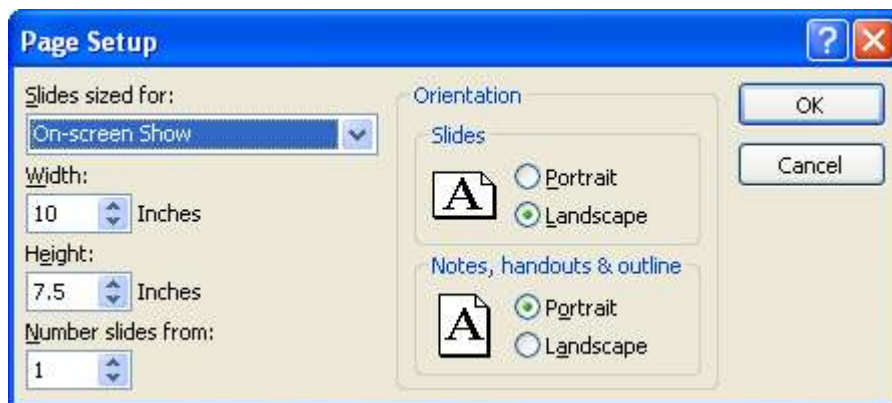 Page Setup
?
Slides sized for:
On-screen Show
Width:
10 Inches
Height:
7.5 Inches
Number slides from:
1
Orientation
Slides
A
Portrait
Landscape
Notes, handouts & outline
A
Portrait
Landscape
OK
Cancel